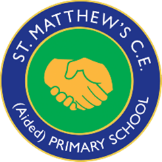 ST. MATTHEW'S C.E.
(Aided) PRIMARY SCHOOL